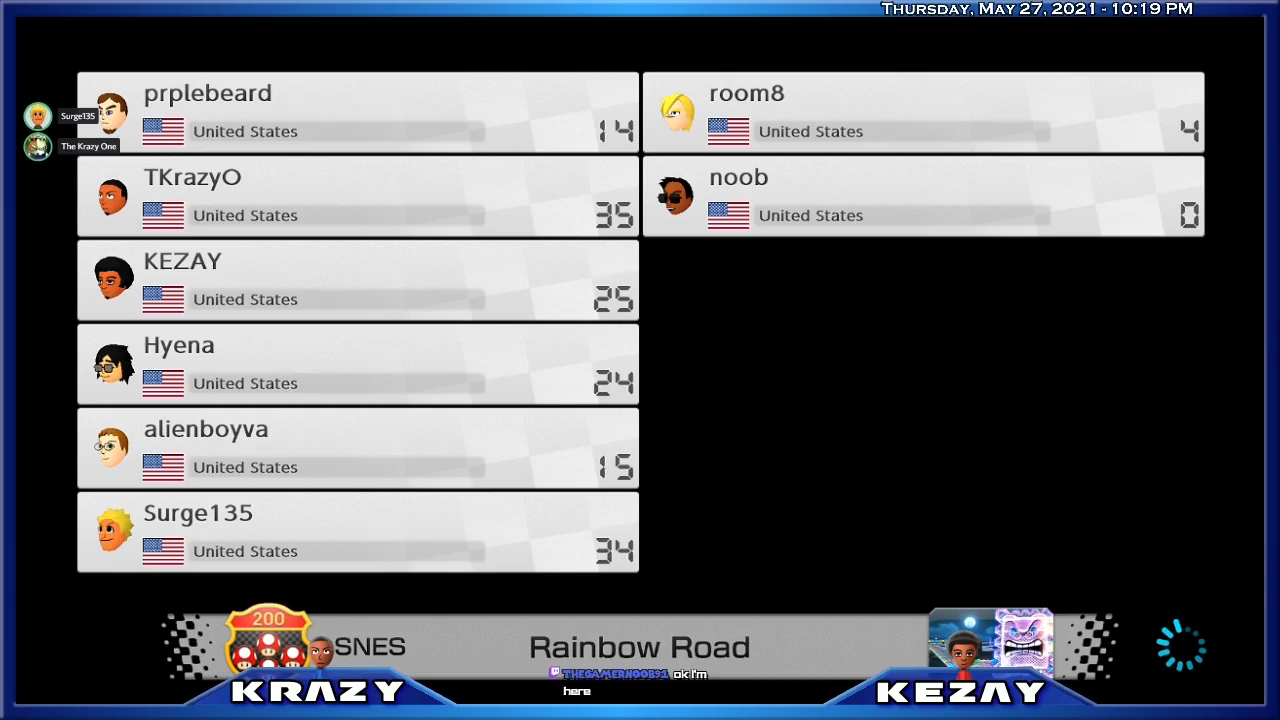 THURSDAY, MAY 27, 2021 - 10:19 PM
Surge135
The Krazy One
prplebeard
United States
14
TKrazyO
United States
35
KEZAY
United States
25
Hyena
United States
24
alienboyva
United States
15
Surge135
United States
34
room8
United States
4
noob
United States
0
200
SNES Rainbow Road
THEGAMERNOOB91 ok I'm
here
KRAZY
KEZAY